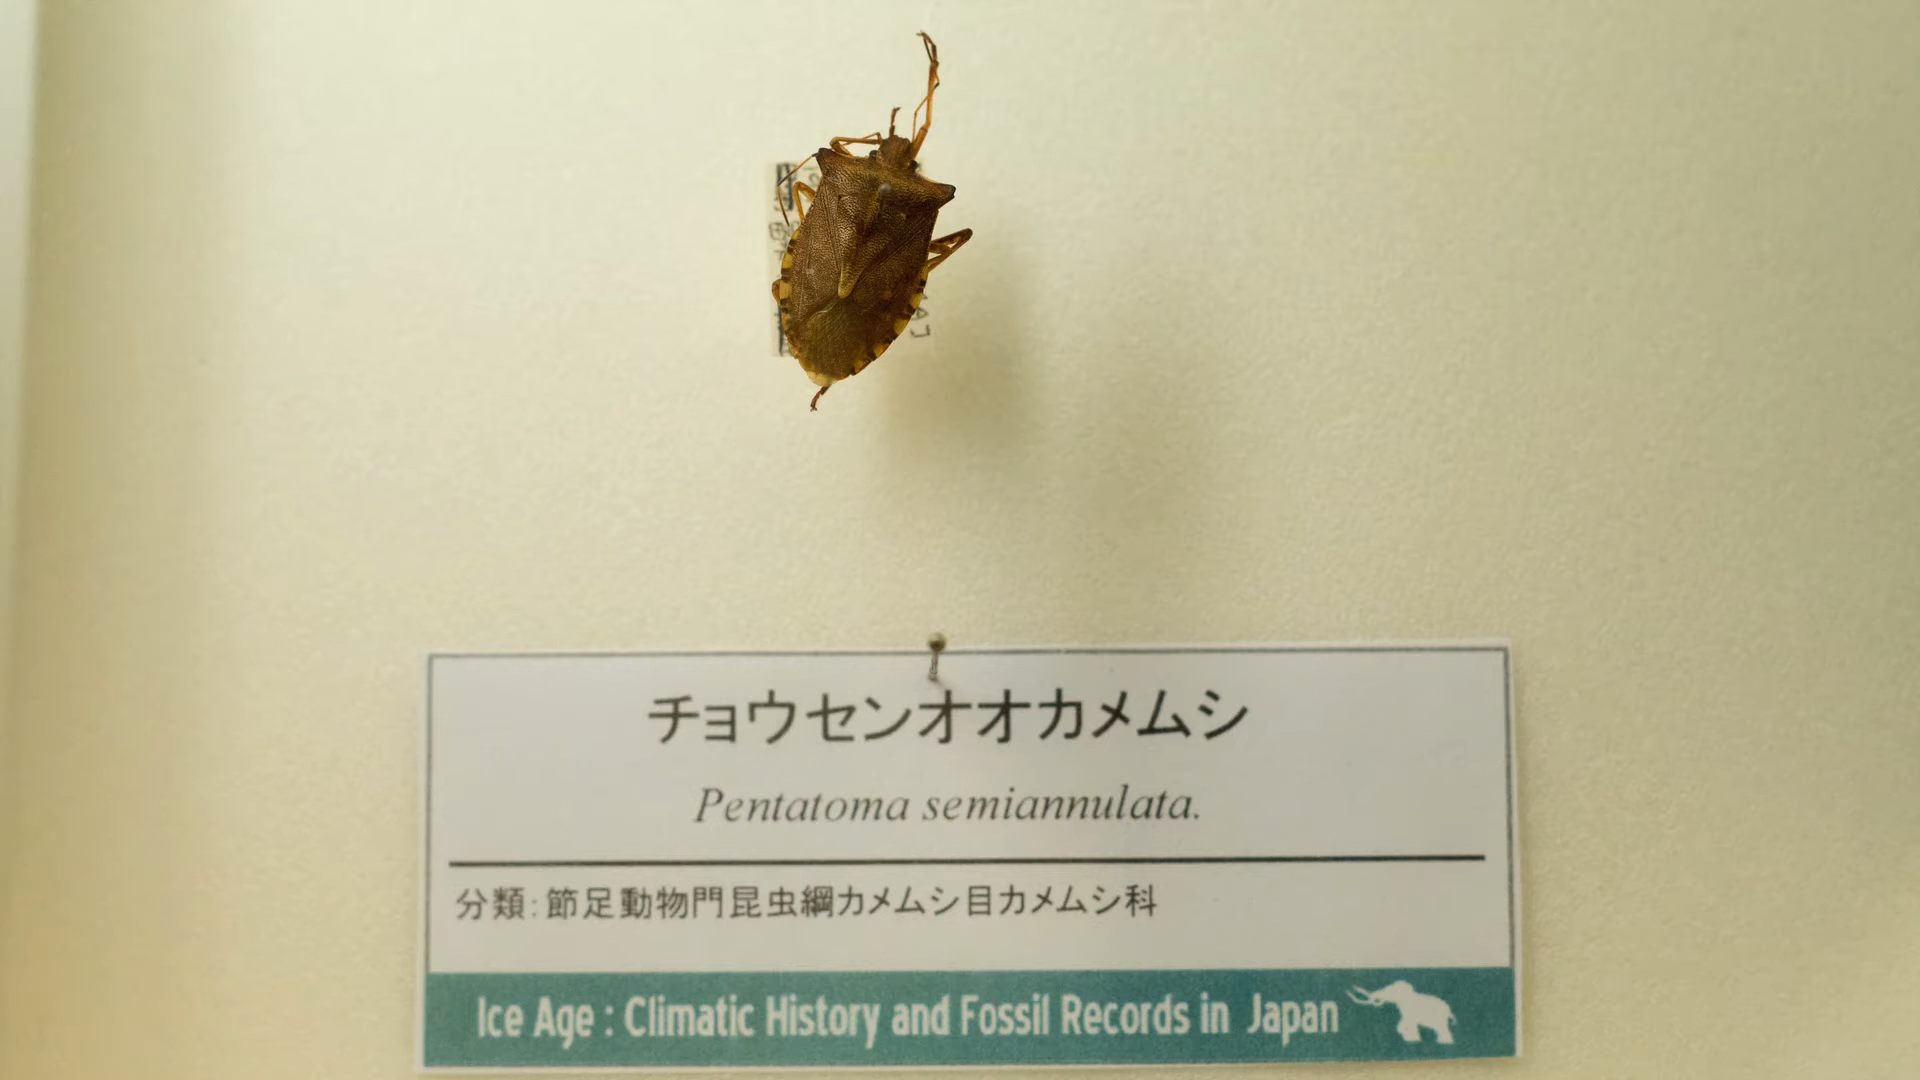 チョウセンオオカメムシ
Pentatoma semiannulata.
分類:節足動物門昆虫綱カメムシ目カメムシ科
Ice Age : Climatic History and Fossil Records in Japan